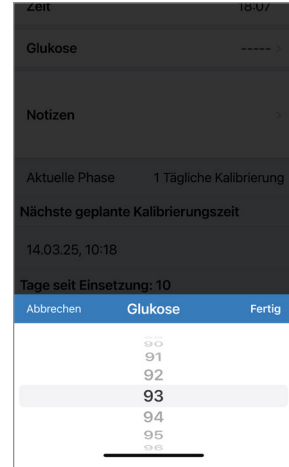 Zeit 18:07
Glukose -----
Notizen
Aktuelle Phase 1 Tägliche Kalibrierung
Nächste geplante Kalibrierungszeit
14.03.25, 10:18
Tage seit Einsetzung: 10
Abbrechen Glukose Fertig
90
91
92
93
94
95
96